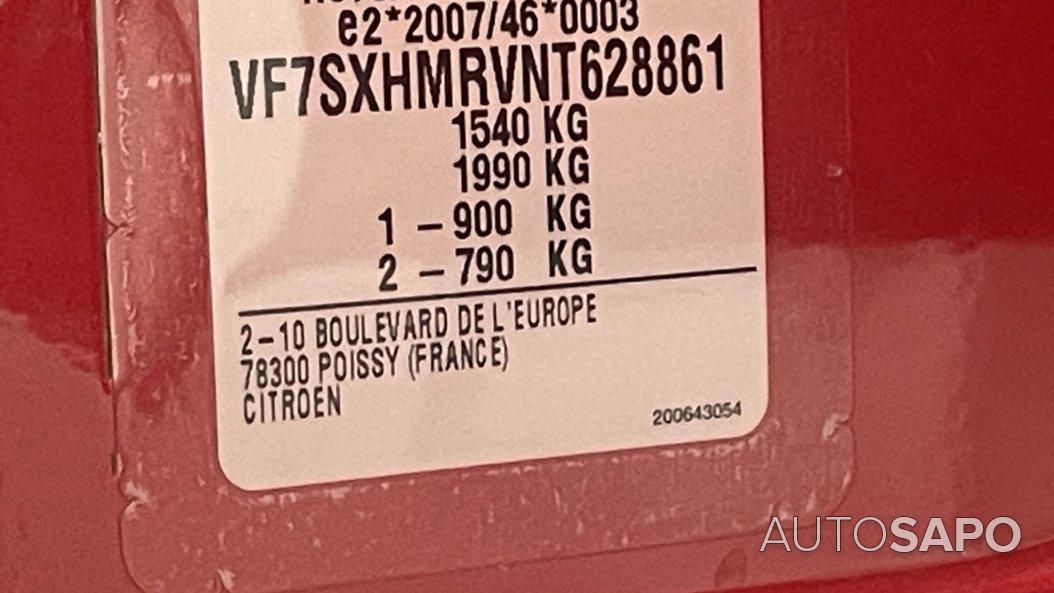 e2*2007/46*0003
VF7SXHMRVNT628861
1540 KG
1990 KG
1 – 900 KG
2 – 790 KG
2–10 BOULEVARD DE L'EUROPE
78300 POISSY (FRANCE)
CITROEN
200643054
AUTOSAPO